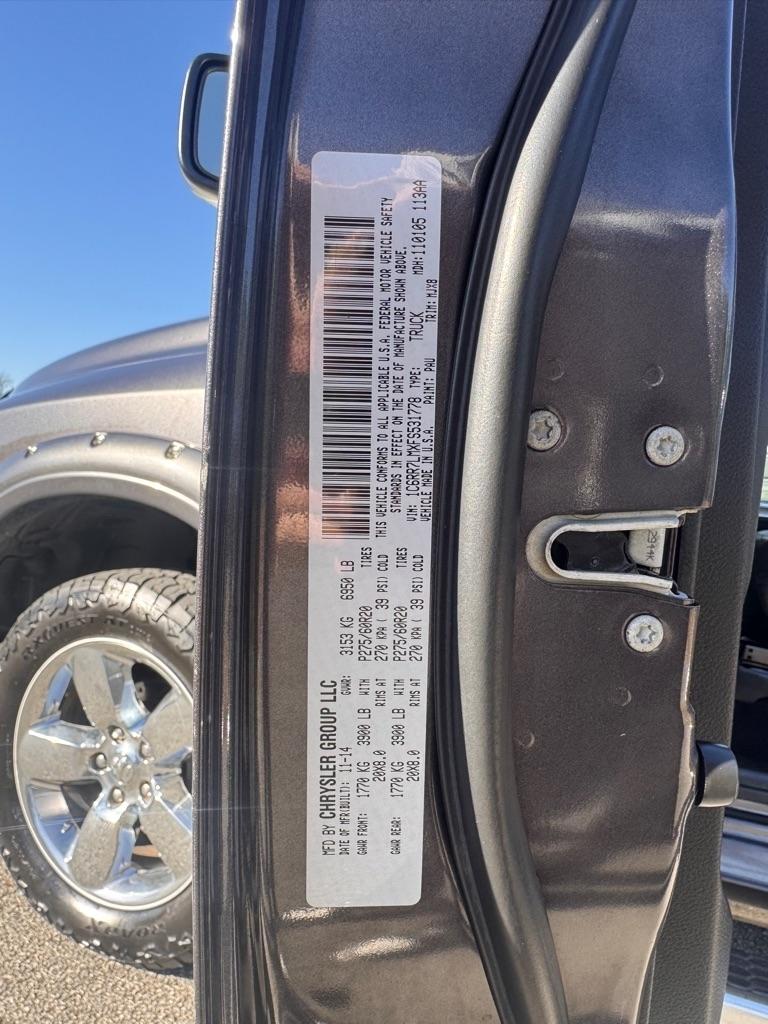 MFD BY CHRYSLER GROUP LLC
DATE OF MFR(BUILT): 11-14 GVWR: 3153 KG 6950 LB
GAWR FRONT: 1770 KG 3900 LB WITH P275/60R20 TIRES
20X8.0 RIMS AT 270 KPA ( 39 PSI) COLD
GAWR REAR: 1770 KG 3900 LB WITH P275/60R20 TIRES
20X8.0 RIMS AT 270 KPA ( 39 PSI) COLD
THIS VEHICLE CONFORMS TO ALL APPLICABLE U.S.A. FEDERAL MOTOR VEHICLE SAFETY
STANDARDS IN EFFECT ON THE DATE OF MANUFACTURE SHOWN ABOVE.
VIN: 1C6RR7LMXFS531778 TYPE: TRUCK MDH: 110105 113AA
VEHICLE MADE IN U.S.A. PAINT: PAU TRIM: MJX8
2914K
ROADX